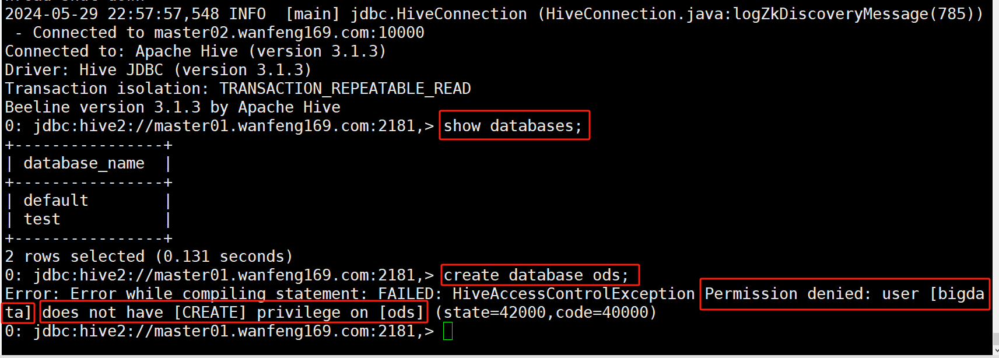 2024-05-29 22:57:57,548 INFO  [main] jdbc.HiveConnection (HiveConnection.java:logZkDiscoveryMessage(785))
 - Connected to master02.wanfeng169.com:10000
Connected to: Apache Hive (version 3.1.3)
Driver: Hive JDBC (version 3.1.3)
Transaction isolation: TRANSACTION_REPEATABLE_READ
Beeline version 3.1.3 by Apache Hive
0: jdbc:hive2://master01.wanfeng169.com:2181,> show databases;
+----------------+
| database_name  |
+----------------+
| default        |
| test           |
+----------------+
2 rows selected (0.131 seconds)
0: jdbc:hive2://master01.wanfeng169.com:2181,> create database ods;
Error: Error while compiling statement: FAILED: HiveAccessControlException Permission denied: user [bigda
ta] does not have [CREATE] privilege on [ods] (state=42000,code=40000)
0: jdbc:hive2://master01.wanfeng169.com:2181,>